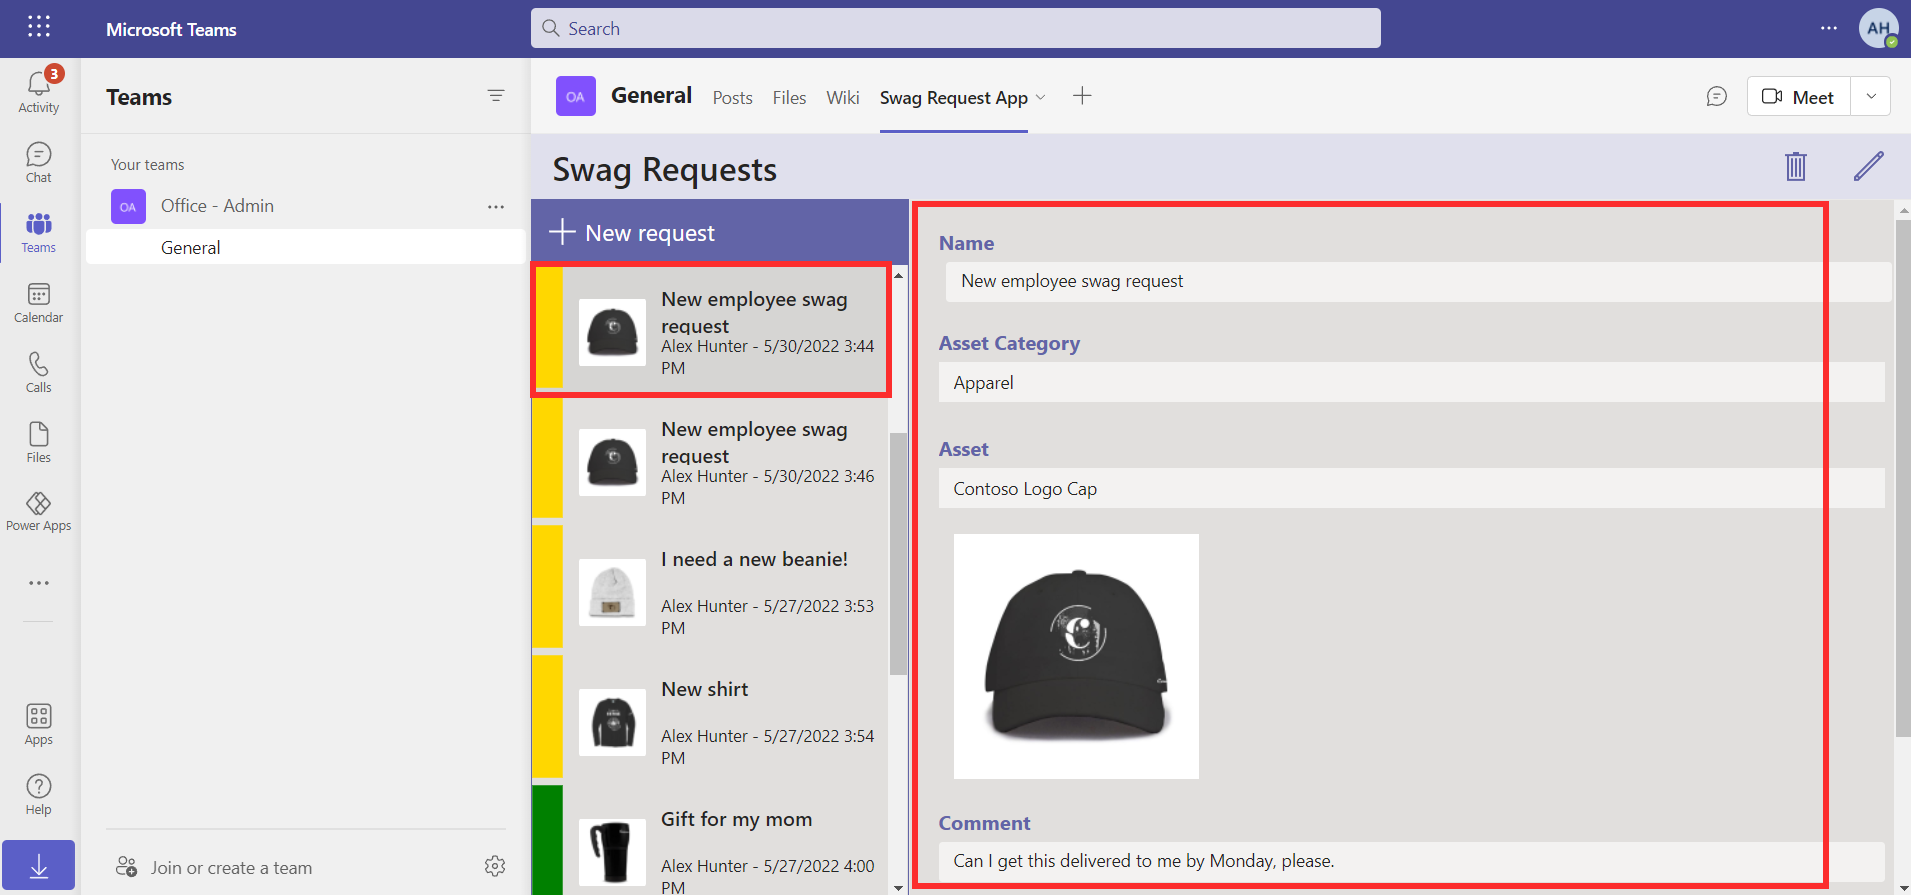 Microsoft Teams
Search
AH
3
Activity
Chat
Teams
Calendar
Calls
Files
Power Apps
Apps
Help
Teams
Your teams
OA
Office - Admin
General
Join or create a team
OA
General
Posts
Files
Wiki
Swag Request App
Meet
Swag Requests
New request
New employee swag
request
Alex Hunter - 5/30/2022 3:44
PM
New employee swag
request
Alex Hunter - 5/30/2022 3:46
PM
I need a new beanie!
Alex Hunter - 5/27/2022 3:53
PM
New shirt
Alex Hunter - 5/27/2022 3:54
PM
Gift for my mom
Alex Hunter - 5/27/2022 4:00
PM
Name
New employee swag request
Asset Category
Apparel
Asset
Contoso Logo Cap
C
Comment
Can I get this delivered to me by Monday, please.